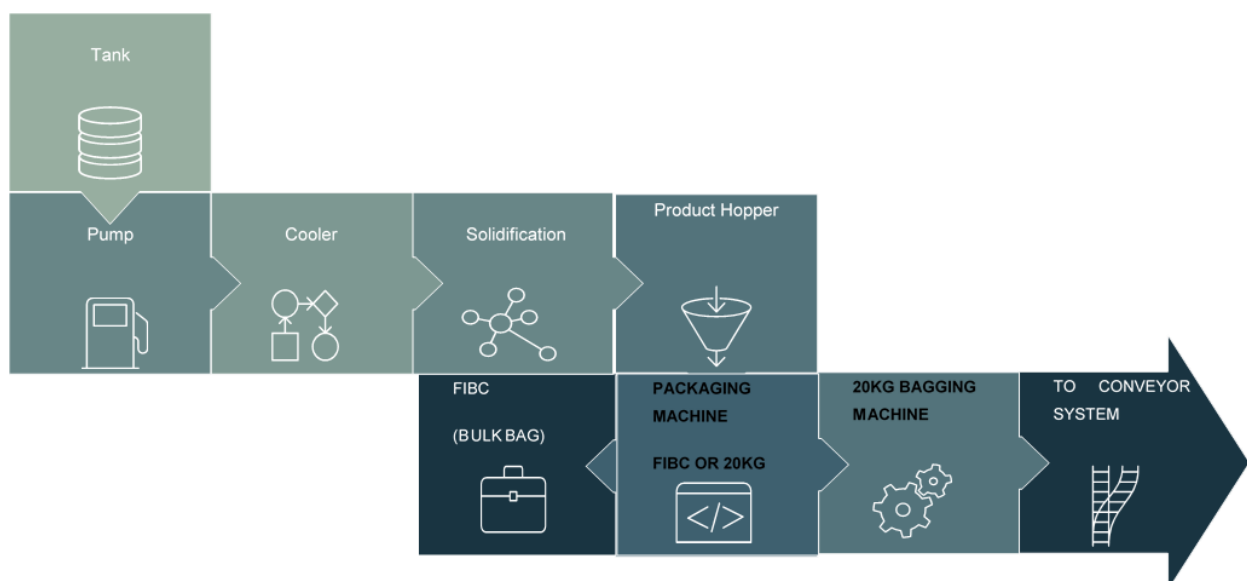 Tank
Pump
Cooler
Solidification
Product Hopper
FIBC
(BULK BAG)
PACKAGING
MACHINE
FIBC OR 20KG
</>
20KG BAGGING
MACHINE
TO CONVEYOR
SYSTEM